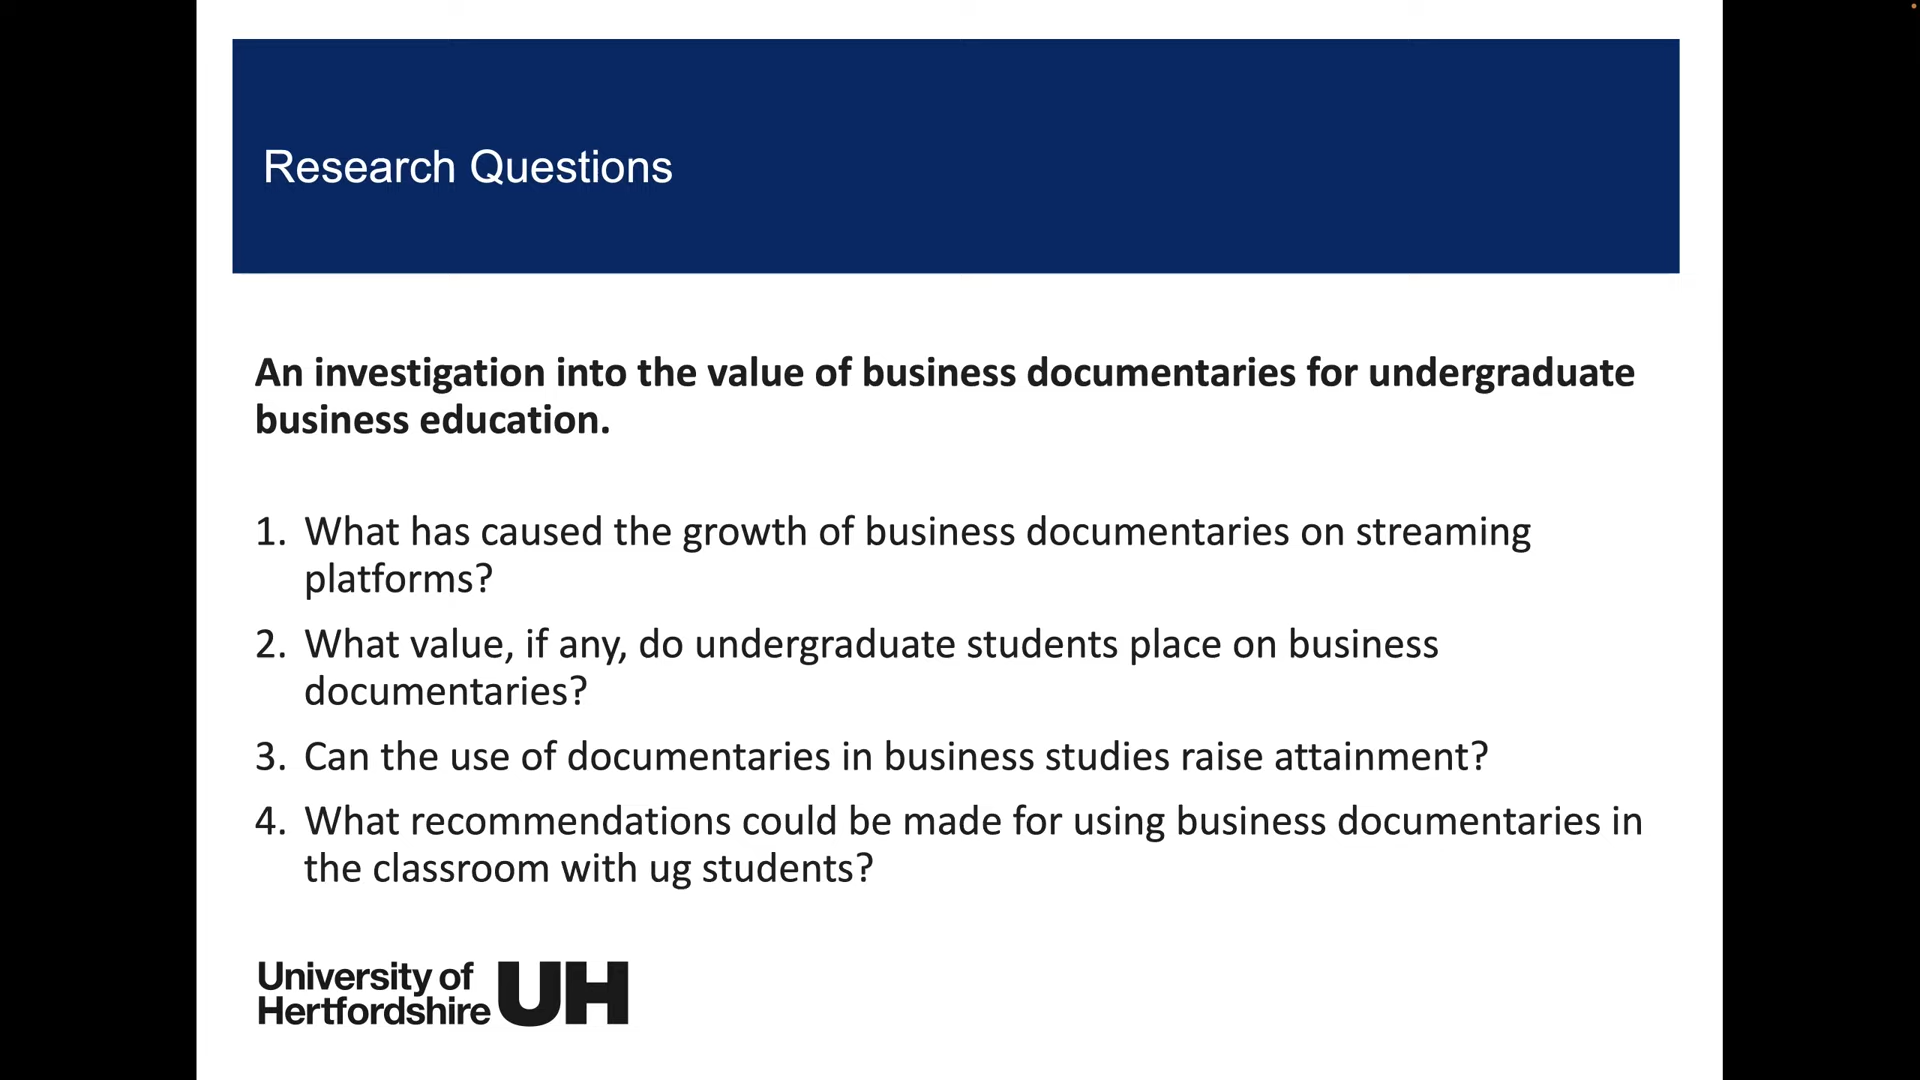 Research Questions
An investigation into the value of business documentaries for undergraduate
business education.
1. What has caused the growth of business documentaries on streaming
platforms?
2. What value, if any, do undergraduate students place on business
documentaries?
3. Can the use of documentaries in business studies raise attainment?
4. What recommendations could be made for using business documentaries in
the classroom with ug students?
University of
Hertfordshire
UH